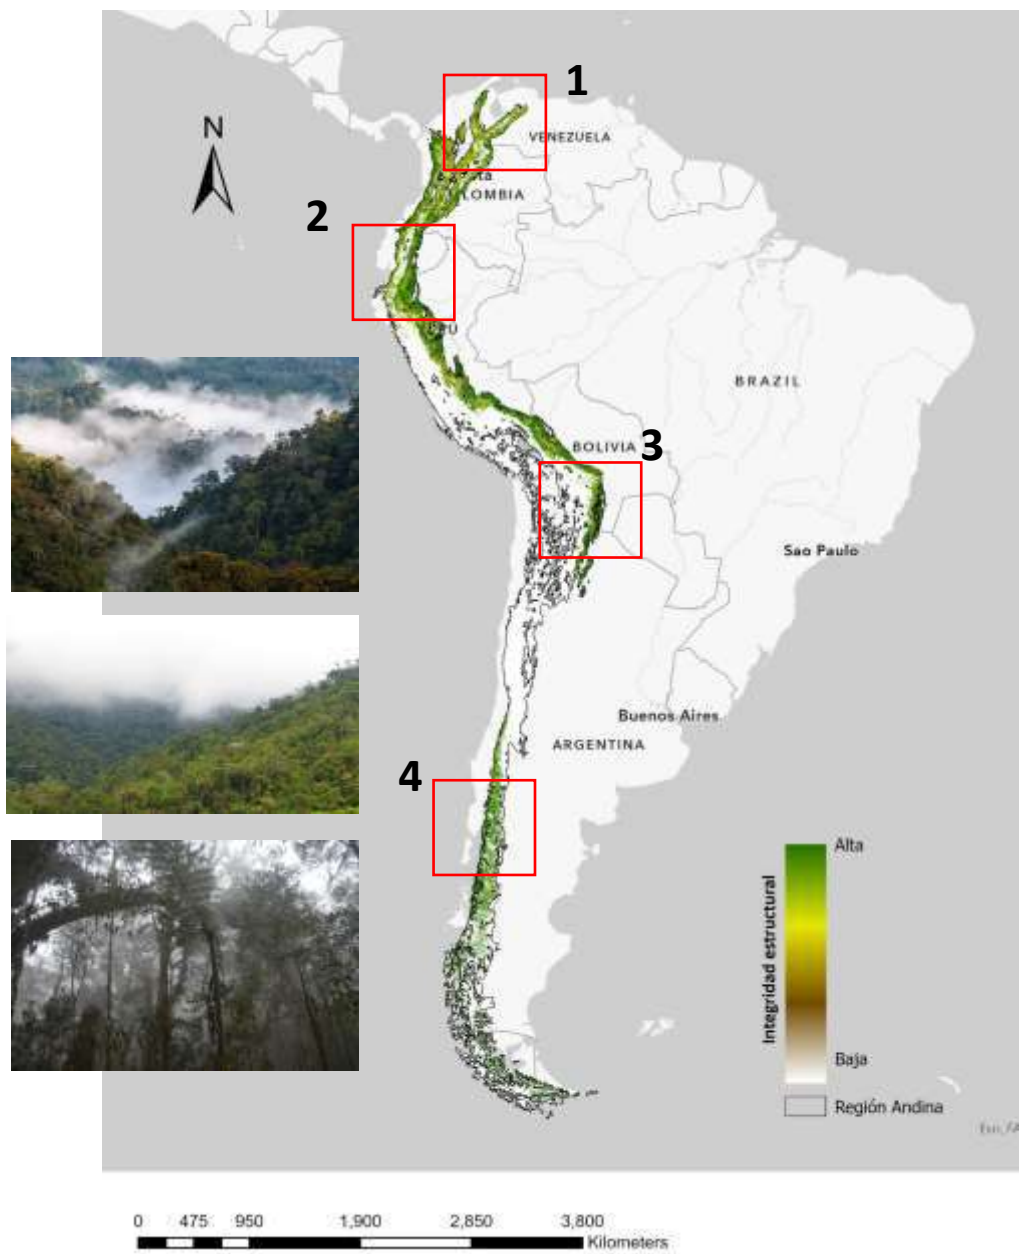 1
N
VENEZUELA
LOMBIA
2
BRAZIL
BOLIVIA
3
Sao Paulo
Buenos Aires
ARGENTINA
4
Alta
Integridad estructural
Baja
Región Andina
0 475 950 1,900 2,850 3,800
Kilometers